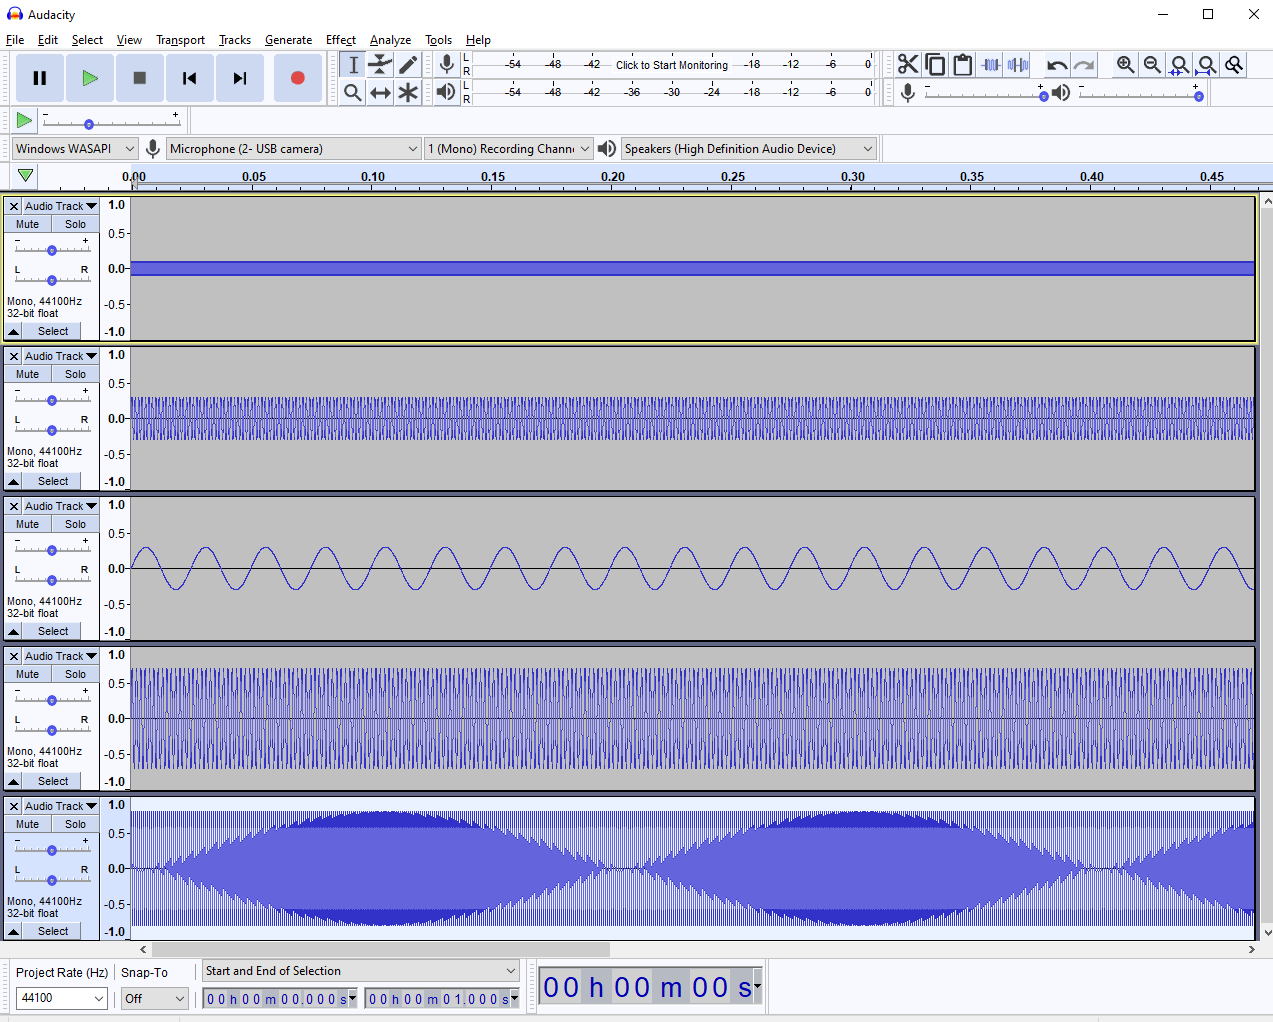 Audacity
File Edit Select View Transport Tracks Generate Effect Analyze Tools Help
L R -54 -48 -42 Click to Start Monitoring -18 -12 -6 0
L R -54 -48 -42 -36 -30 -24 -18 -12 -6 0
- +
- +
- +
Windows WASAPI Microphone (2- USB camera) 1 (Mono) Recording Chann Speakers (High Definition Audio Device)
0.00 0.05 0.10 0.15 0.20 0.25 0.30 0.35 0.40 0.45
X Audio Track 1.0
Mute Solo
- + 0.5
L R 0.0
Mono, 44100Hz
32-bit float -0.5
Select -1.0
X Audio Track 1.0
Mute Solo
- + 0.5
L R 0.0
Mono, 44100Hz
32-bit float -0.5
Select -1.0
X Audio Track 1.0
Mute Solo
- + 0.5
L R 0.0
Mono, 44100Hz
32-bit float -0.5
Select -1.0
X Audio Track 1.0
Mute Solo
- + 0.5
L R 0.0
Mono, 44100Hz
32-bit float -0.5
Select -1.0
X Audio Track 1.0
Mute Solo
- + 0.5
L R 0.0
Mono, 44100Hz
32-bit float -0.5
Select -1.0
Project Rate (Hz) Snap-To Start and End of Selection
44100 Off 00h00m00.000s 00h00m01.000s
00 h 00 m 00 s